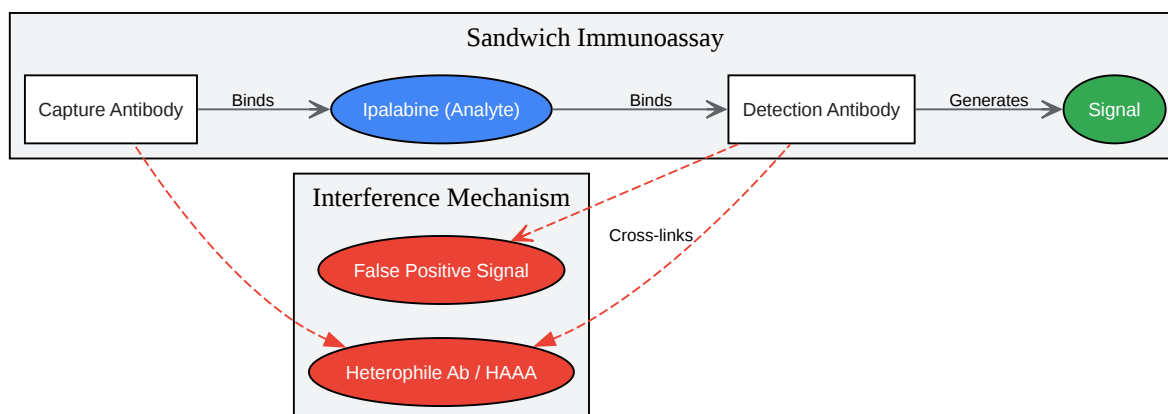 Sandwich Immunoassay
Capture Antibody
Binds
Ipalabine (Analyte)
Binds
Detection Antibody
Generates
Signal
Interference Mechanism
False Positive Signal
Cross-links
Heterophile Ab / HAAA